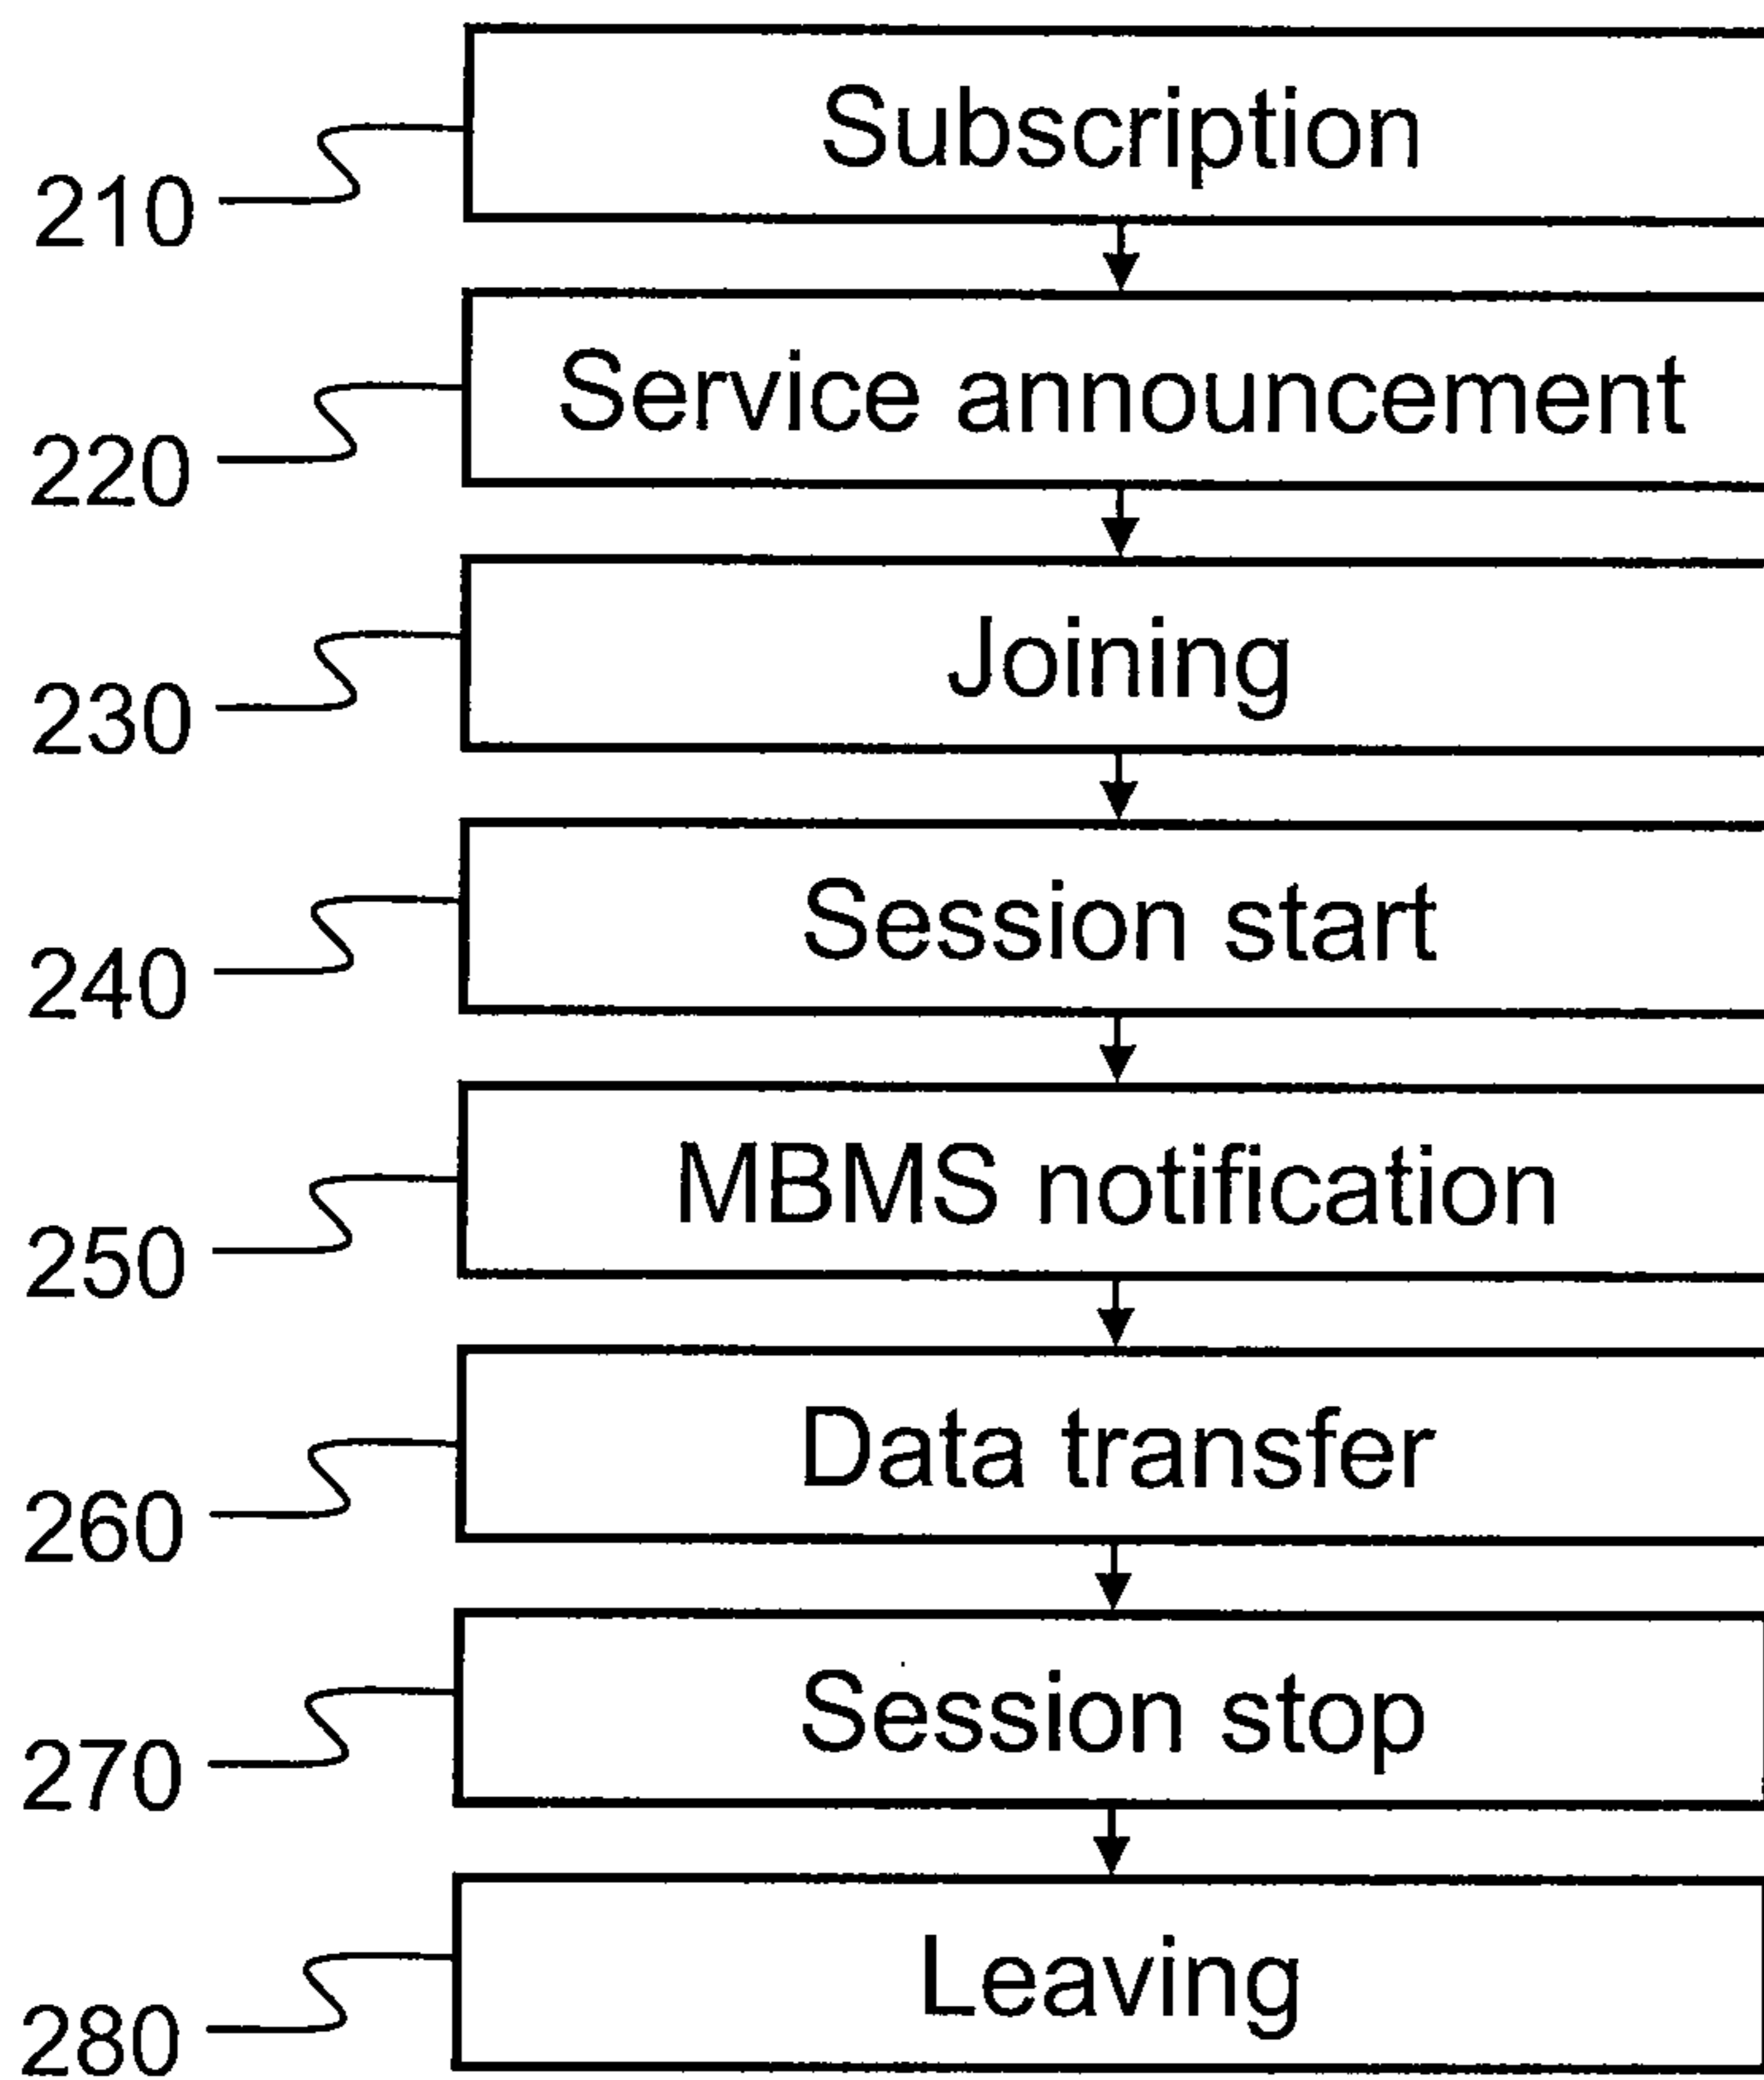 Subscription
210
Service announcement
220
Joining
230
Session start
240
MBMS notification
250
Data transfer
260
Session stop
270
Leaving
280